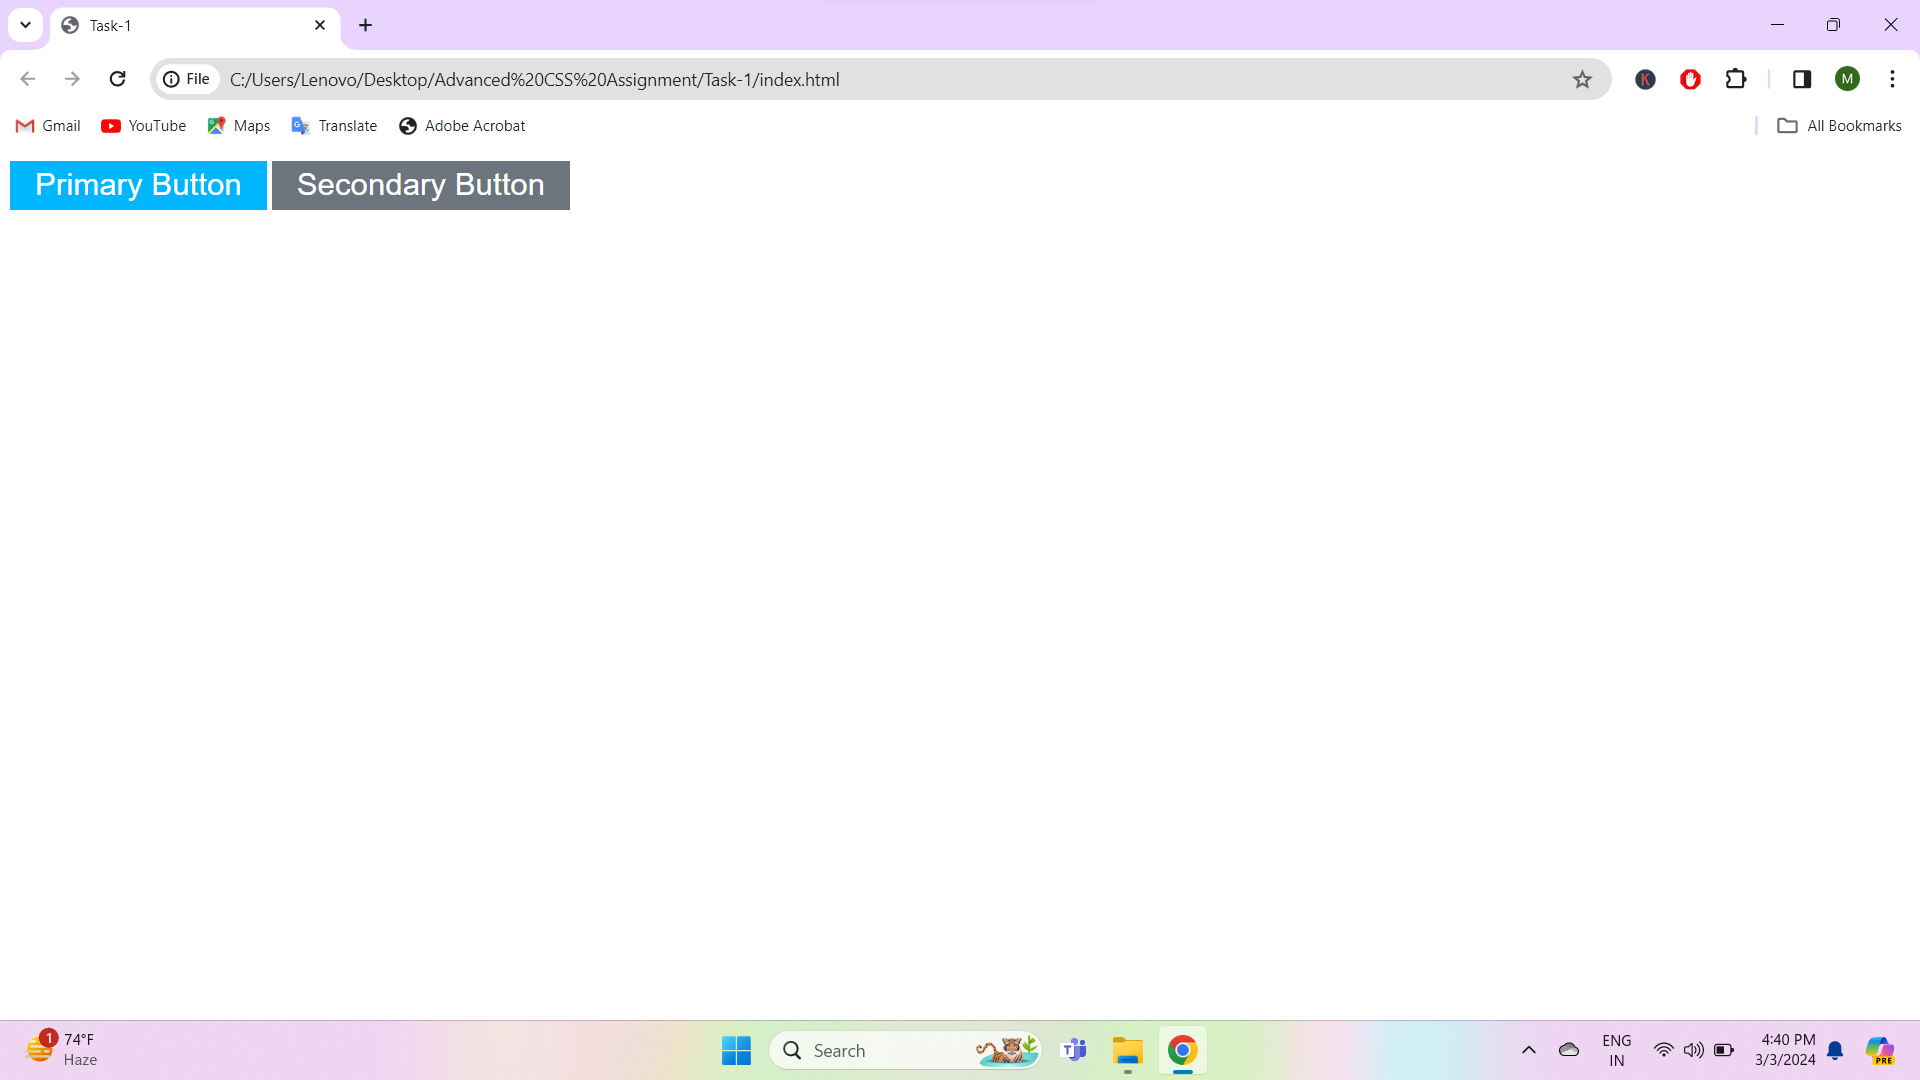 Task-1
File C:/Users/Lenovo/Desktop/Advanced%20CSS%20Assignment/Task-1/index.html
K
M
Gmail YouTube Maps Translate Adobe Acrobat All Bookmarks
Primary Button Secondary Button
1
74°F
Haze
Search
T
ENG
IN
4:40 PM
3/3/2024
PRE